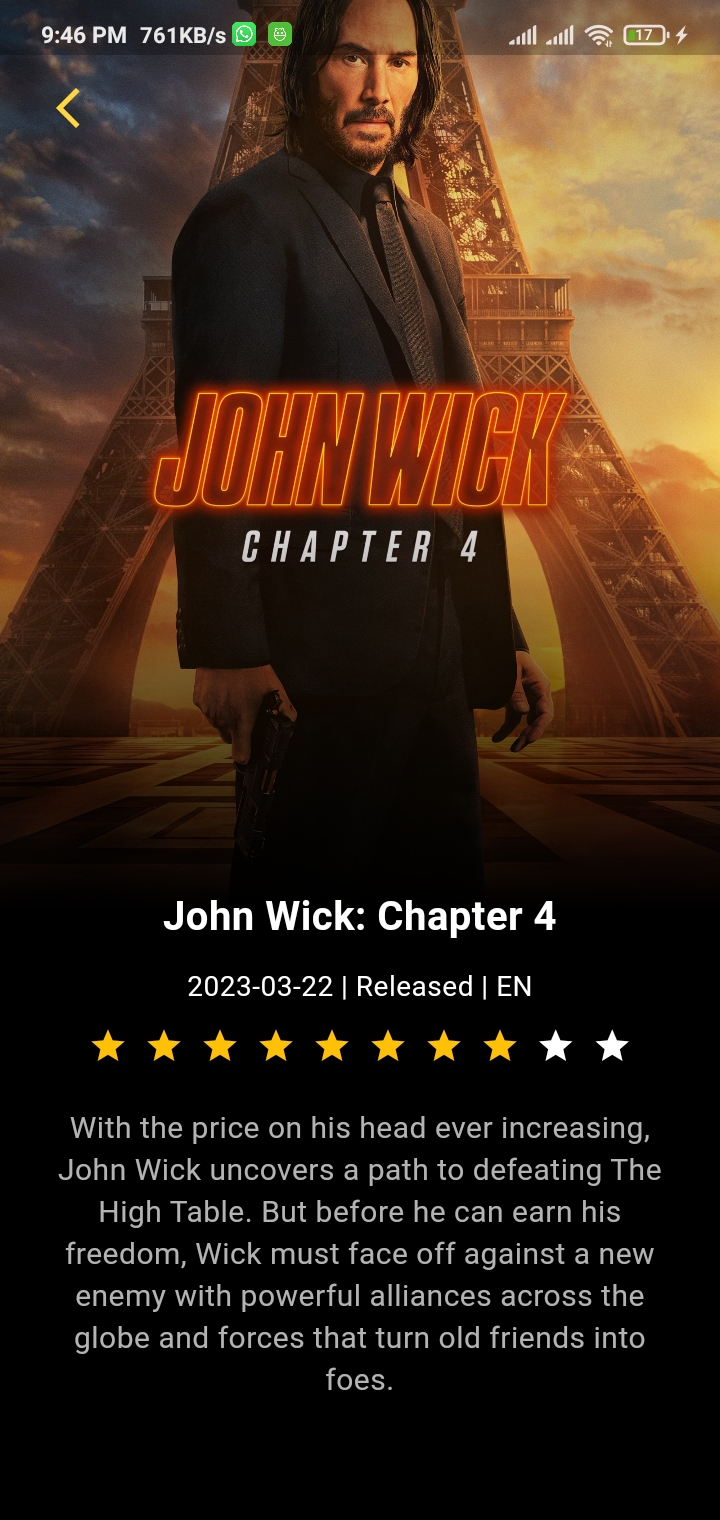 9:46 PM 761KB/s 17
JOHN WICK
CHAPTER 4
John Wick: Chapter 4
2023-03-22 | Released | EN
With the price on his head ever increasing,
John Wick uncovers a path to defeating The
High Table. But before he can earn his
freedom, Wick must face off against a new
enemy with powerful alliances across the
globe and forces that turn old friends into
foes.